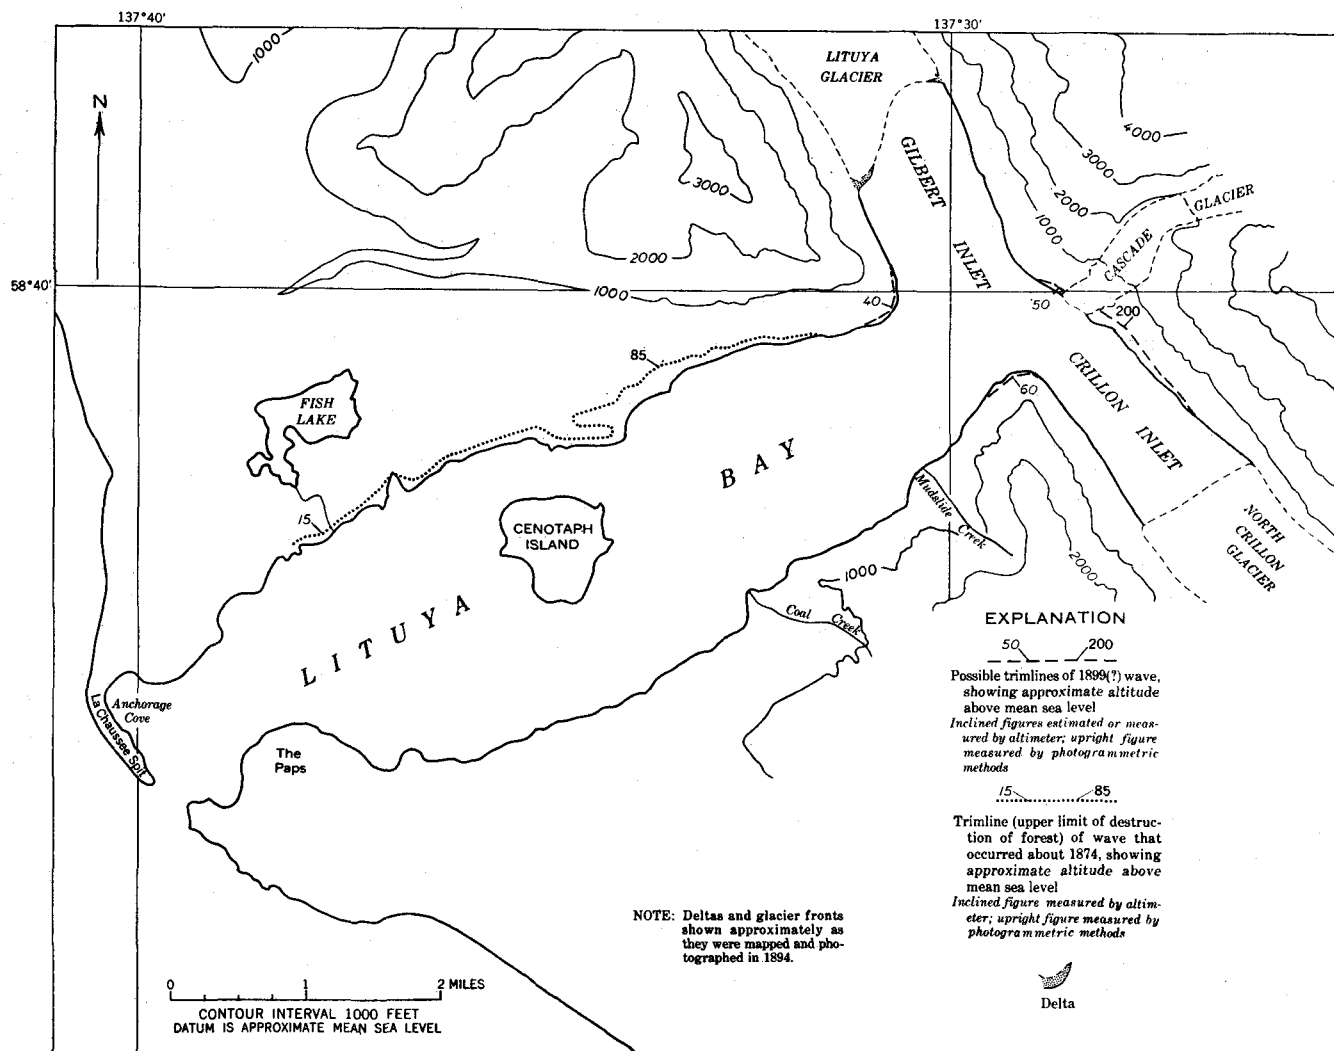 137°40'
137°30'
1000
LITUYA
GLACIER
4000
N
3000
GILBERT
INLET
3000
2000
GLACIER
1000
CASCADE
2000
58°40'
1000
40
50
200
85
CRILLON
INLET
60
FISH
LAKE
BAY
15
Mudslide Creek
CENOTAPH
ISLAND
NORTH
CRILLON
GLACIER
1000
2000
Coal Creek
LITUYA
La Chaussee Spit
Anchorage
Cove
The
Paps
EXPLANATION
50 200
Possible trimlines of 1899(?) wave,
showing approximate altitude
above mean sea level
Inclined figures estimated or meas-
ured by altimeter; upright figure
measured by photogrammetric
methods
15 85
Trimline (upper limit of destruc-
tion of forest) of wave that
occurred about 1874, showing
approximate altitude above
mean sea level
Inclined figure measured by altim-
eter; upright figure measured by
photogrammetric methods
Delta
NOTE: Deltas and glacier fronts
shown approximately as
they were mapped and pho-
tographed in 1894.
0 1 2 MILES
CONTOUR INTERVAL 1000 FEET
DATUM IS APPROXIMATE MEAN SEA LEVEL